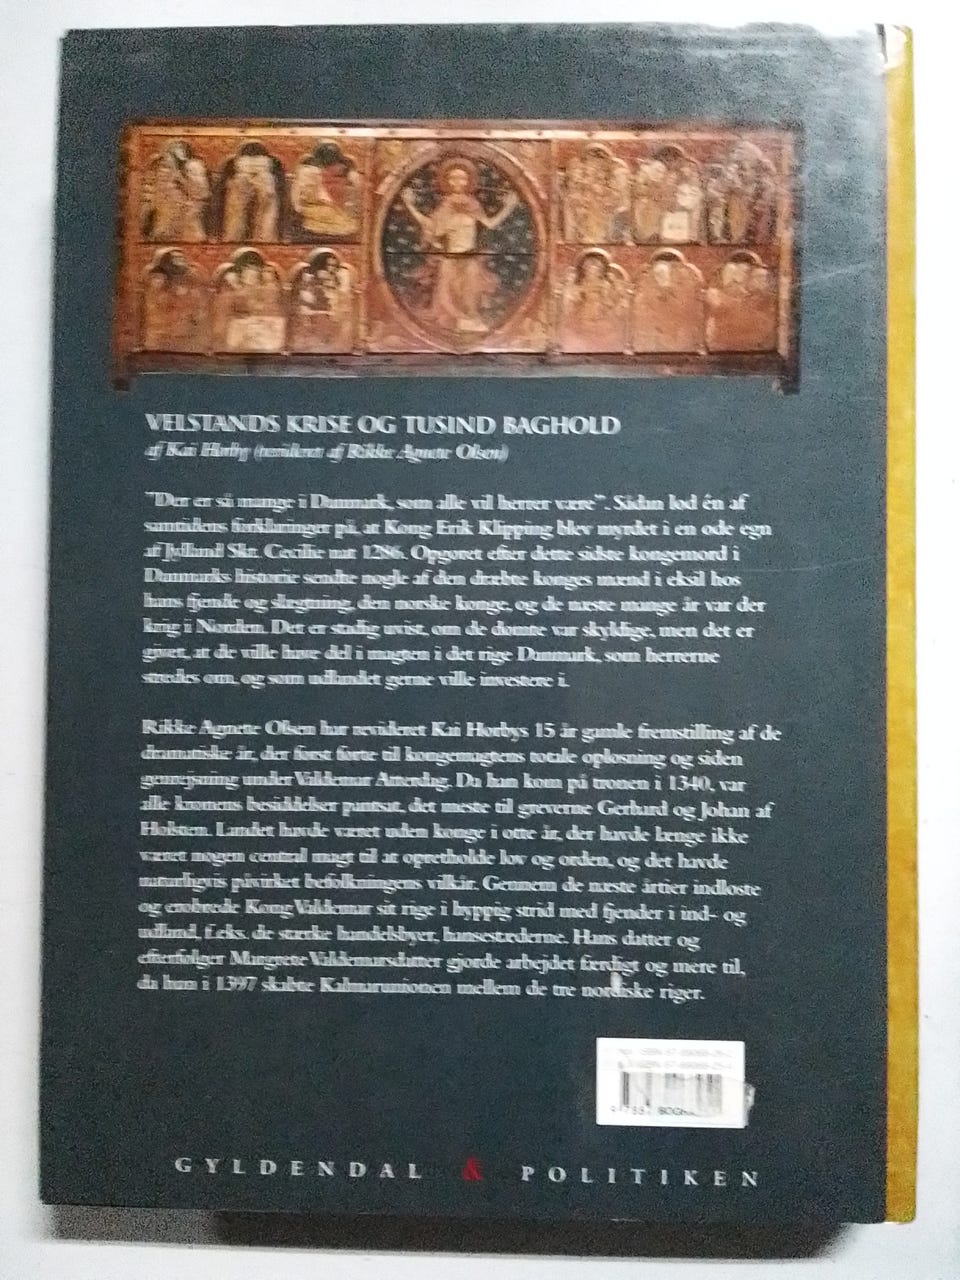 VELSTANDS KRISE OG TUSIND BAGHOLD
af Kai Hørby (revideret af Rikke Agnete Olsen)
"Der er så mange i Danmark, som alle vil herrer være". Sådan lød én af
samtidens forklaringer på, at Kong Erik Klipping blev myrdet i en øde egn
af Jylland Skt. Cecilie nat 1286. Opgøret efter dette sidste kongemord i
Danmarks historie sendte nogle af den dræbte konges mænd i eksil hos
hans fjende og slægtning, den norske konge, og de næste mange år var der
krig i Norden. Det er stadig uvist, om de dømte var skyldige, men det er
givet, at de ville have del i magten i det rige Danmark, som herrerne
stredes om, og som udlandet gerne ville investere i.
Rikke Agnete Olsen har revideret Kai Hørbys 15 år gamle fremstilling af de
dramatiske år, der først førte til kongemagtens totale opløsning og siden
genrejsning under Valdemar Atterdag. Da han kom på tronen i 1340, var
alle kronens besiddelser pantsat, det meste til greverne Gerhard og Johan af
Holsten. Landet havde været uden konge i otte år, der havde længe ikke
været nogen central magt til at opretholde lov og orden, og det havde
naturligvis påvirket befolkningens vilkår. Gennem de næste årtier indløste
og erobrede Kong Valdemar sit rige i hyppig strid med fjender i ind- og
udland, f.eks. de stærke handelsbyer, hansestæderne. Hans datter og
efterfølger Margrete Valdemarsdatter gjorde arbejdet færdigt og mere til,
da hun i 1397 skabte Kalmarunionen mellem de tre nordiske riger.
GYLDENDAL & POLITIKEN